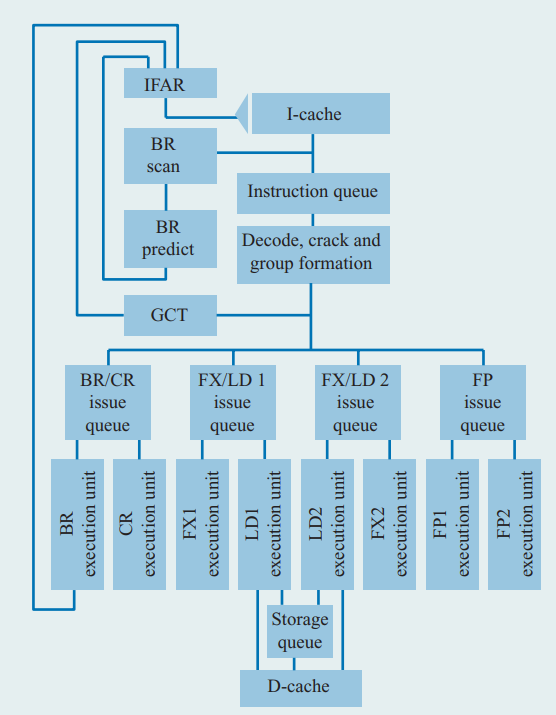 IFAR
I-cache
BR
scan
Instruction queue
BR
predict
Decode, crack and
group formation
GCT
BR/CR
issue
queue
FX/LD 1
issue
queue
FX/LD 2
issue
queue
FP
issue
queue
BR
execution unit
CR
execution unit
FX1
execution unit
LD1
execution unit
LD2
execution unit
FX2
execution unit
FP1
execution unit
FP2
execution unit
Storage
queue
D-cache